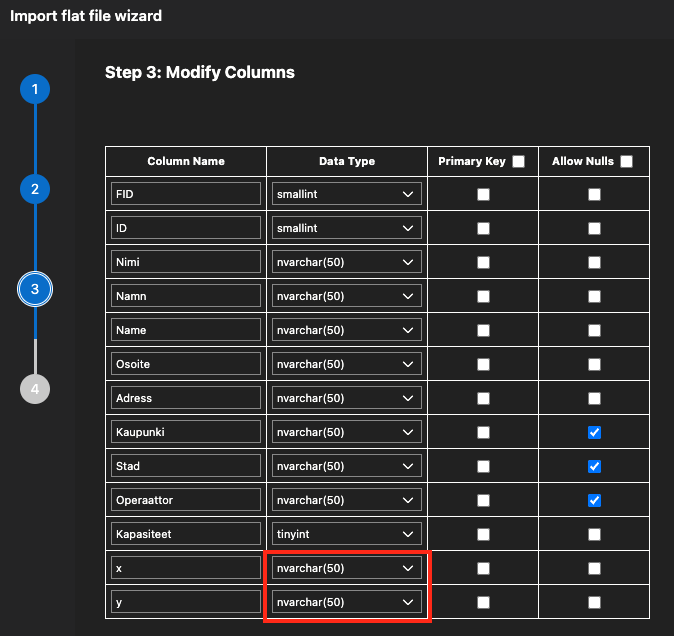 Import flat file wizard
Step 3: Modify Columns
1
2
3
4
Column Name Data Type Primary Key Allow Nulls
FID smallint
ID smallint
Nimi nvarchar(50)
Namn nvarchar(50)
Name nvarchar(50)
Osoite nvarchar(50)
Adress nvarchar(50)
Kaupunki nvarchar(50)
Stad nvarchar(50)
Operaattor nvarchar(50)
Kapasiteet tinyint
x nvarchar(50)
y nvarchar(50)